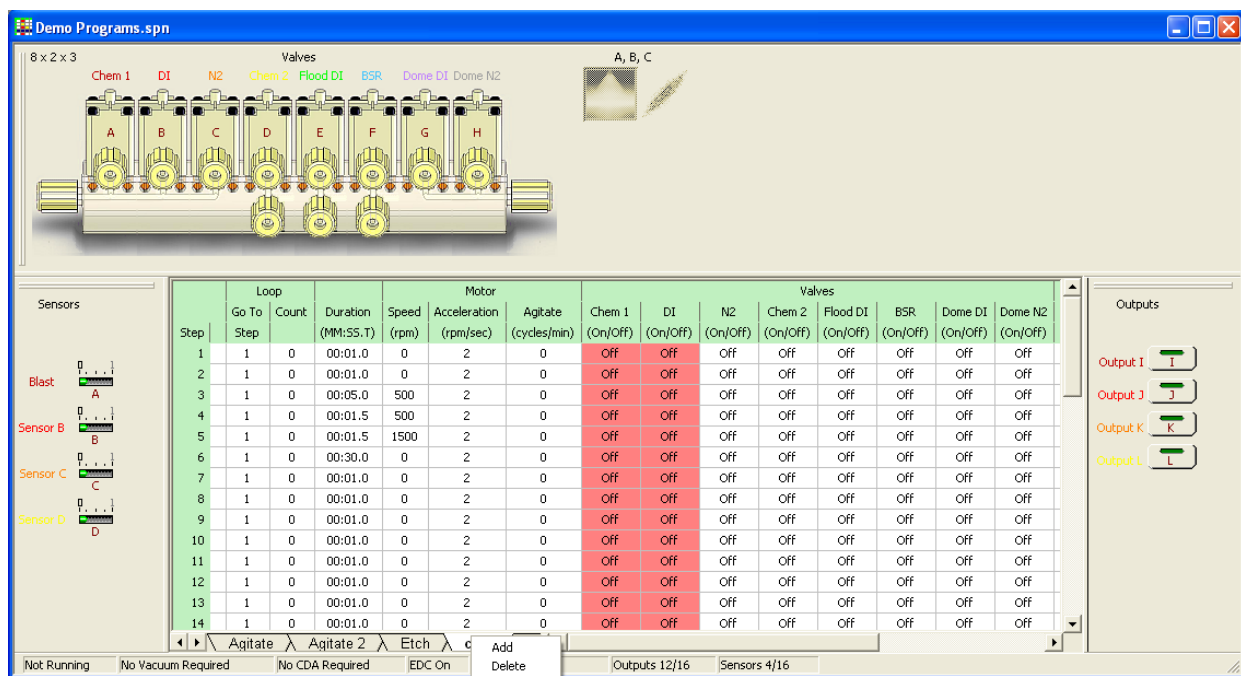 Demo Programs.spn
8 x 2 x 3
Valves
A, B, C
Chem 1 DI N2 Chem 2 Flood DI BSR Dome DI Dome N2
A B C D E F G H
Sensors
Blast
A
Sensor B
B
Sensor C
C
Sensor D
D
Loop Motor Valves
Go To Count Duration Speed Acceleration Agitate Chem 1 DI N2 Chem 2 Flood DI BSR Dome DI Dome N2
Step Step (MM:SS.T) (rpm) (rpm/sec) (cycles/min) (On/Off) (On/Off) (On/Off) (On/Off) (On/Off) (On/Off) (On/Off) (On/Off)
1 1 0 00:01.0 0 2 0 Off Off Off Off Off Off Off Off
2 1 0 00:01.0 0 2 0 Off Off Off Off Off Off Off Off
3 1 0 00:05.0 500 2 0 Off Off Off Off Off Off Off Off
4 1 0 00:01.5 500 2 0 Off Off Off Off Off Off Off Off
5 1 0 00:01.5 1500 2 0 Off Off Off Off Off Off Off Off
6 1 0 00:30.0 0 2 0 Off Off Off Off Off Off Off Off
7 1 0 00:01.0 0 2 0 Off Off Off Off Off Off Off Off
8 1 0 00:01.0 0 2 0 Off Off Off Off Off Off Off Off
9 1 0 00:01.0 0 2 0 Off Off Off Off Off Off Off Off
10 1 0 00:01.0 0 2 0 Off Off Off Off Off Off Off Off
11 1 0 00:01.0 0 2 0 Off Off Off Off Off Off Off Off
12 1 0 00:01.0 0 2 0 Off Off Off Off Off Off Off Off
13 1 0 00:01.0 0 2 0 Off Off Off Off Off Off Off Off
14 1 0 00:01.0 0 2 0 Off Off Off Off Off Off Off Off
Outputs
Output I I
Output J J
Output K K
Output L L
Agitate Agitate 2 Etch
Add
Delete
Not Running No Vacuum Required No CDA Required EDC On Outputs 12/16 Sensors 4/16